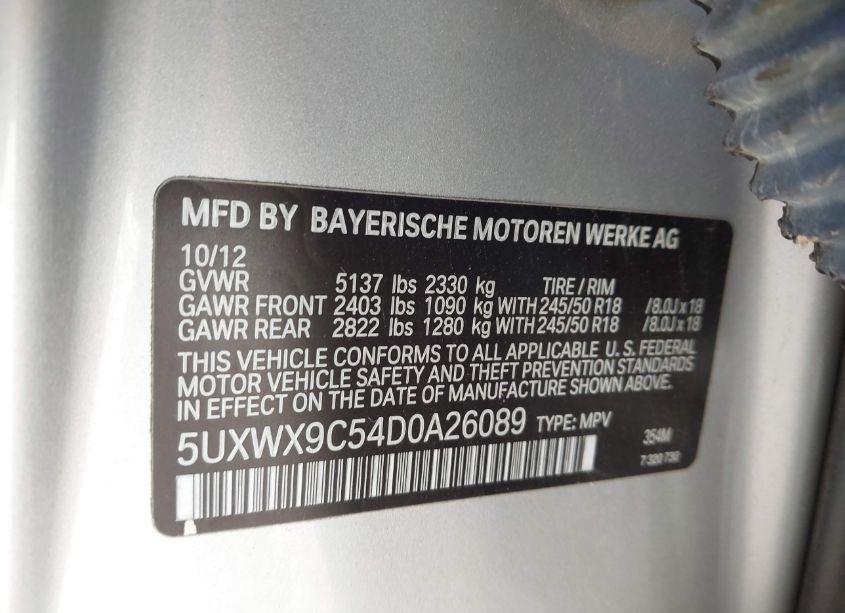 MFD BY BAYERISCHE MOTOREN WERKE AG
10/12
GVWR 5137 lbs 2330 kg TIRE / RIM
GAWR FRONT 2403 lbs 1090 kg WITH 245/50 R18 /8.0J x 18
GAWR REAR 2822 lbs 1280 kg WITH 245/50 R18 /8.0J x 18
THIS VEHICLE CONFORMS TO ALL APPLICABLE U. S. FEDERAL
MOTOR VEHICLE SAFETY AND THEFT PREVENTION STANDARDS
IN EFFECT ON THE DATE OF MANUFACTURE SHOWN ABOVE.
5UXWX9C54D0A26089 TYPE: MPV 354M
7 320 730